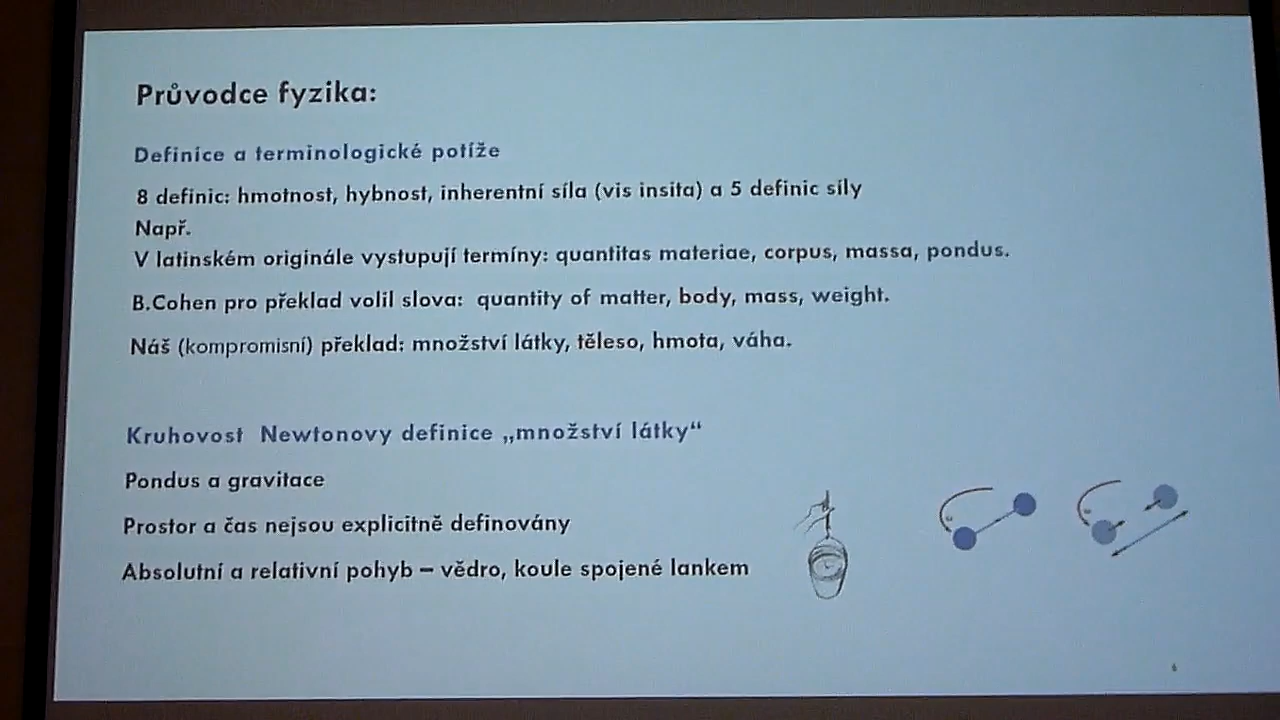 Průvodce fyzika:
Definice a terminologické potíže
8 definic: hmotnost, hybnost, inherentní síla (vis insita) a 5 definic síly
Např.
V latinském originále vystupují termíny: quantitas materiae, corpus, massa, pondus.
B.Cohen pro překlad volil slova: quantity of matter, body, mass, weight.
Náš (kompromisní) překlad: množství látky, těleso, hmota, váha.
Kruhovost Newtonovy definice „množství látky“
Pondus a gravitace
Prostor a čas nejsou explicitně definovány
Absolutní a relativní pohyb – vědro, koule spojené lankem
6